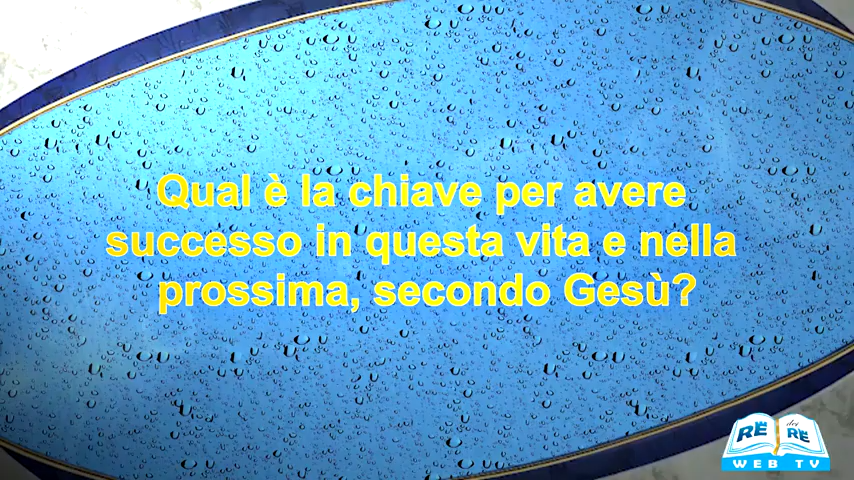 Qual è la chiave per avere
successo in questa vita e nella
prossima, secondo Gesù?
RE dei RE
WEB TV